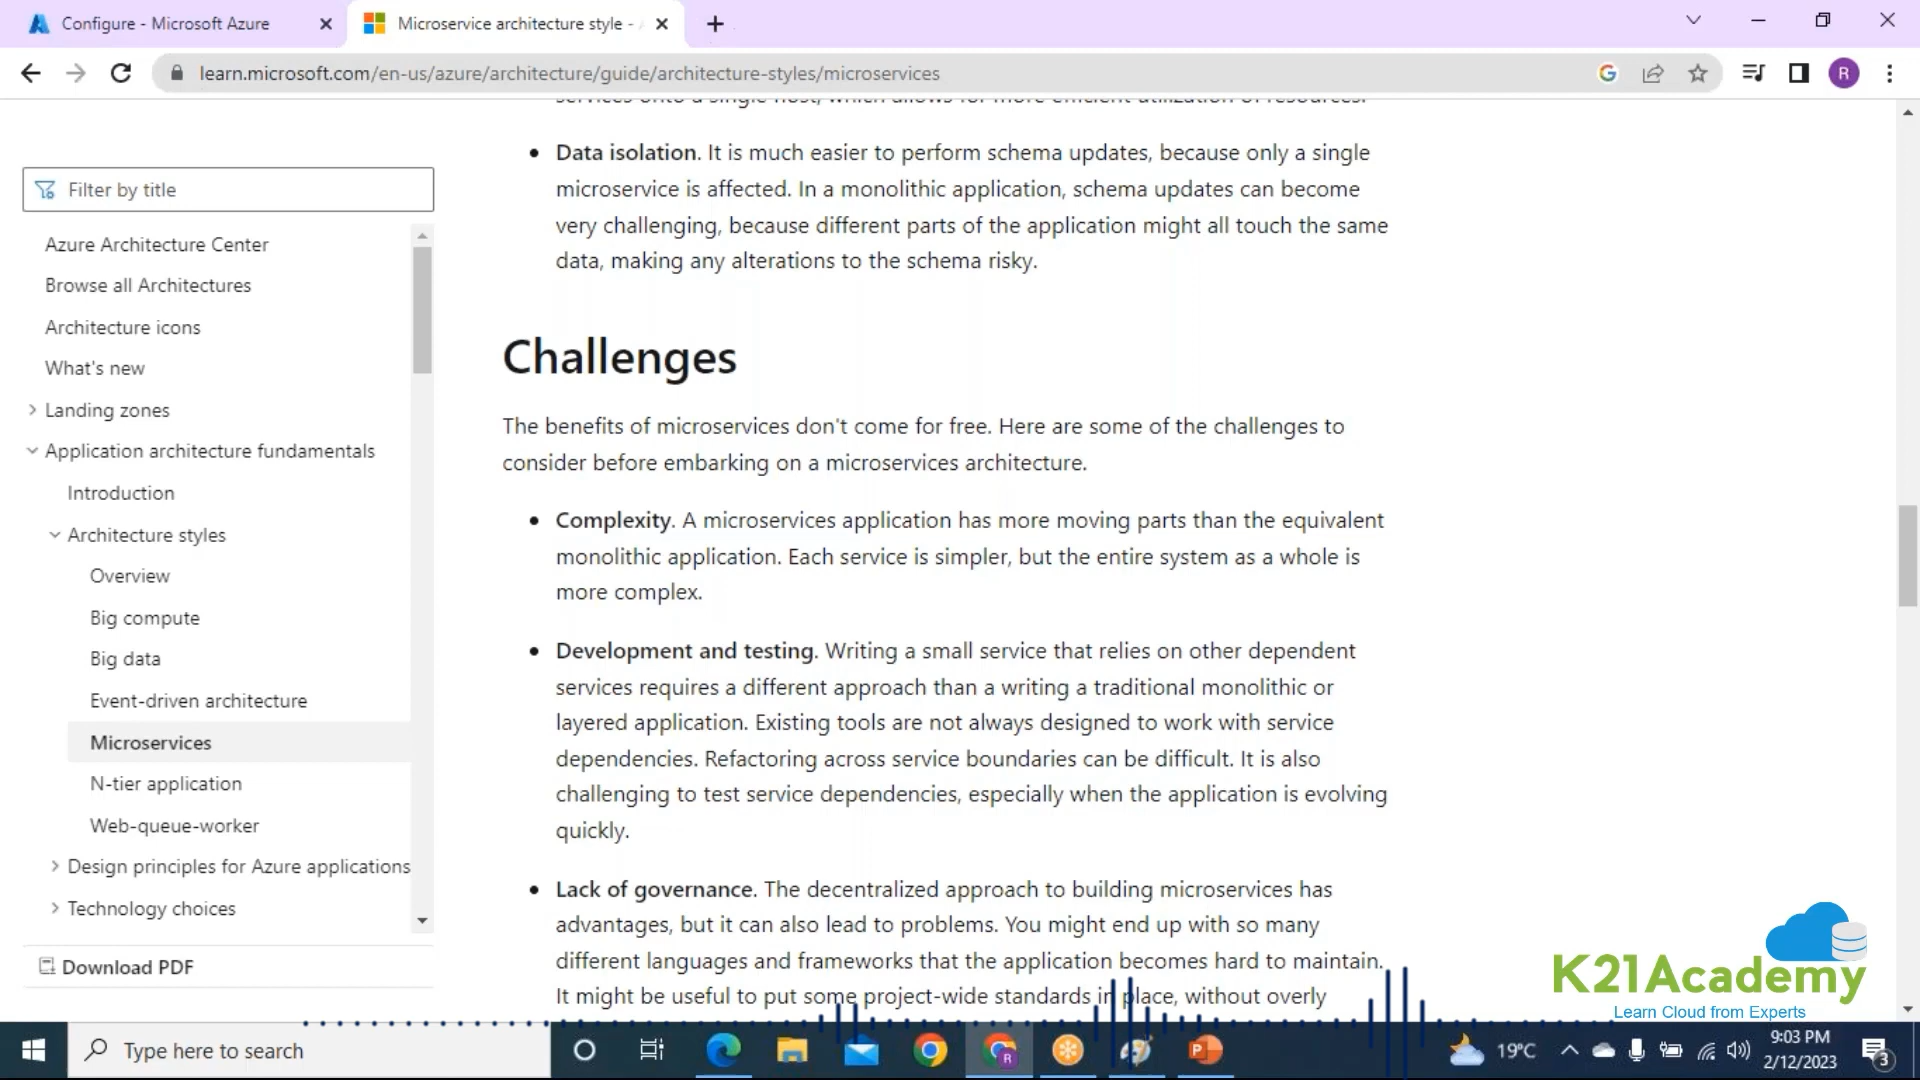 Configure - Microsoft Azure
Microservice architecture style -
learn.microsoft.com/en-us/azure/architecture/guide/architecture-styles/microservices
R
services onto a single host, which allows for more efficient utilization of resources.
Filter by title
Azure Architecture Center
Browse all Architectures
Architecture icons
What's new
Landing zones
Application architecture fundamentals
Introduction
Architecture styles
Overview
Big compute
Big data
Event-driven architecture
Microservices
N-tier application
Web-queue-worker
Design principles for Azure applications
Technology choices
Download PDF
• Data isolation. It is much easier to perform schema updates, because only a single
microservice is affected. In a monolithic application, schema updates can become
very challenging, because different parts of the application might all touch the same
data, making any alterations to the schema risky.
Challenges
The benefits of microservices don't come for free. Here are some of the challenges to
consider before embarking on a microservices architecture.
• Complexity. A microservices application has more moving parts than the equivalent
monolithic application. Each service is simpler, but the entire system as a whole is
more complex.
• Development and testing. Writing a small service that relies on other dependent
services requires a different approach than a writing a traditional monolithic or
layered application. Existing tools are not always designed to work with service
dependencies. Refactoring across service boundaries can be difficult. It is also
challenging to test service dependencies, especially when the application is evolving
quickly.
• Lack of governance. The decentralized approach to building microservices has
advantages, but it can also lead to problems. You might end up with so many
different languages and frameworks that the application becomes hard to maintain.
It might be useful to put some project-wide standards in place, without overly
K21Academy
Learn Cloud from Experts
Type here to search
R
P
19°C
9:03 PM
2/12/2023
3